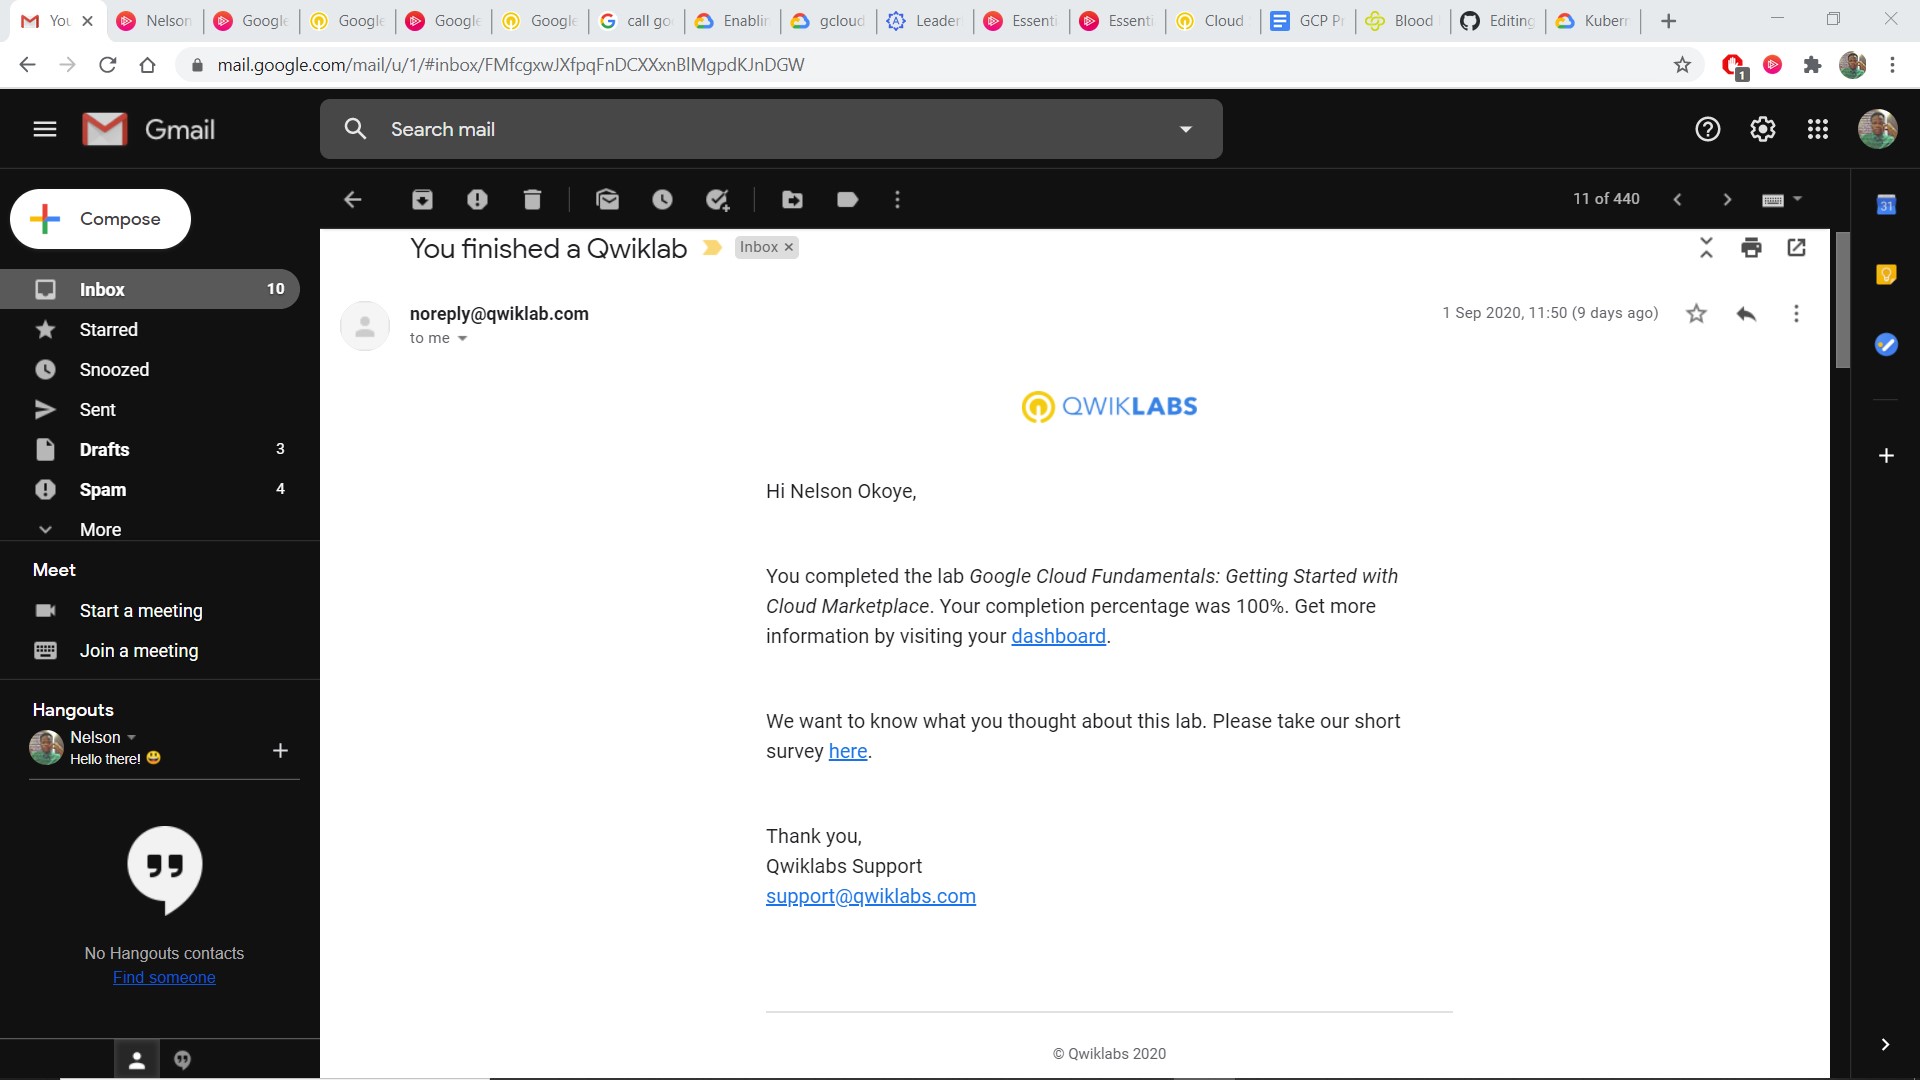 You
Nelson
Google
Google
Google
Google
call go
Enablin
gcloud
Leader
Essenti
Essenti
Cloud
GCP Pr
Blood
Editing
Kubern
mail.google.com/mail/u/1/#inbox/FMfcgxwJXfpqFnDCXXxnBlMgpdKJnDGW
1
Gmail
Search mail
Compose
11 of 440
31
Inbox 10
Starred
Snoozed
Sent
Drafts 3
Spam 4
More
Meet
Start a meeting
Join a meeting
Hangouts
Nelson
Hello there! 😃
No Hangouts contacts
Find someone
You finished a Qwiklab
Inbox ×
noreply@qwiklab.com
1 Sep 2020, 11:50 (9 days ago)
to me
QWIKLABS
Hi Nelson Okoye,
You completed the lab Google Cloud Fundamentals: Getting Started with
Cloud Marketplace. Your completion percentage was 100%. Get more
information by visiting your dashboard.
We want to know what you thought about this lab. Please take our short
survey here.
Thank you,
Qwiklabs Support
support@qwiklabs.com
© Qwiklabs 2020